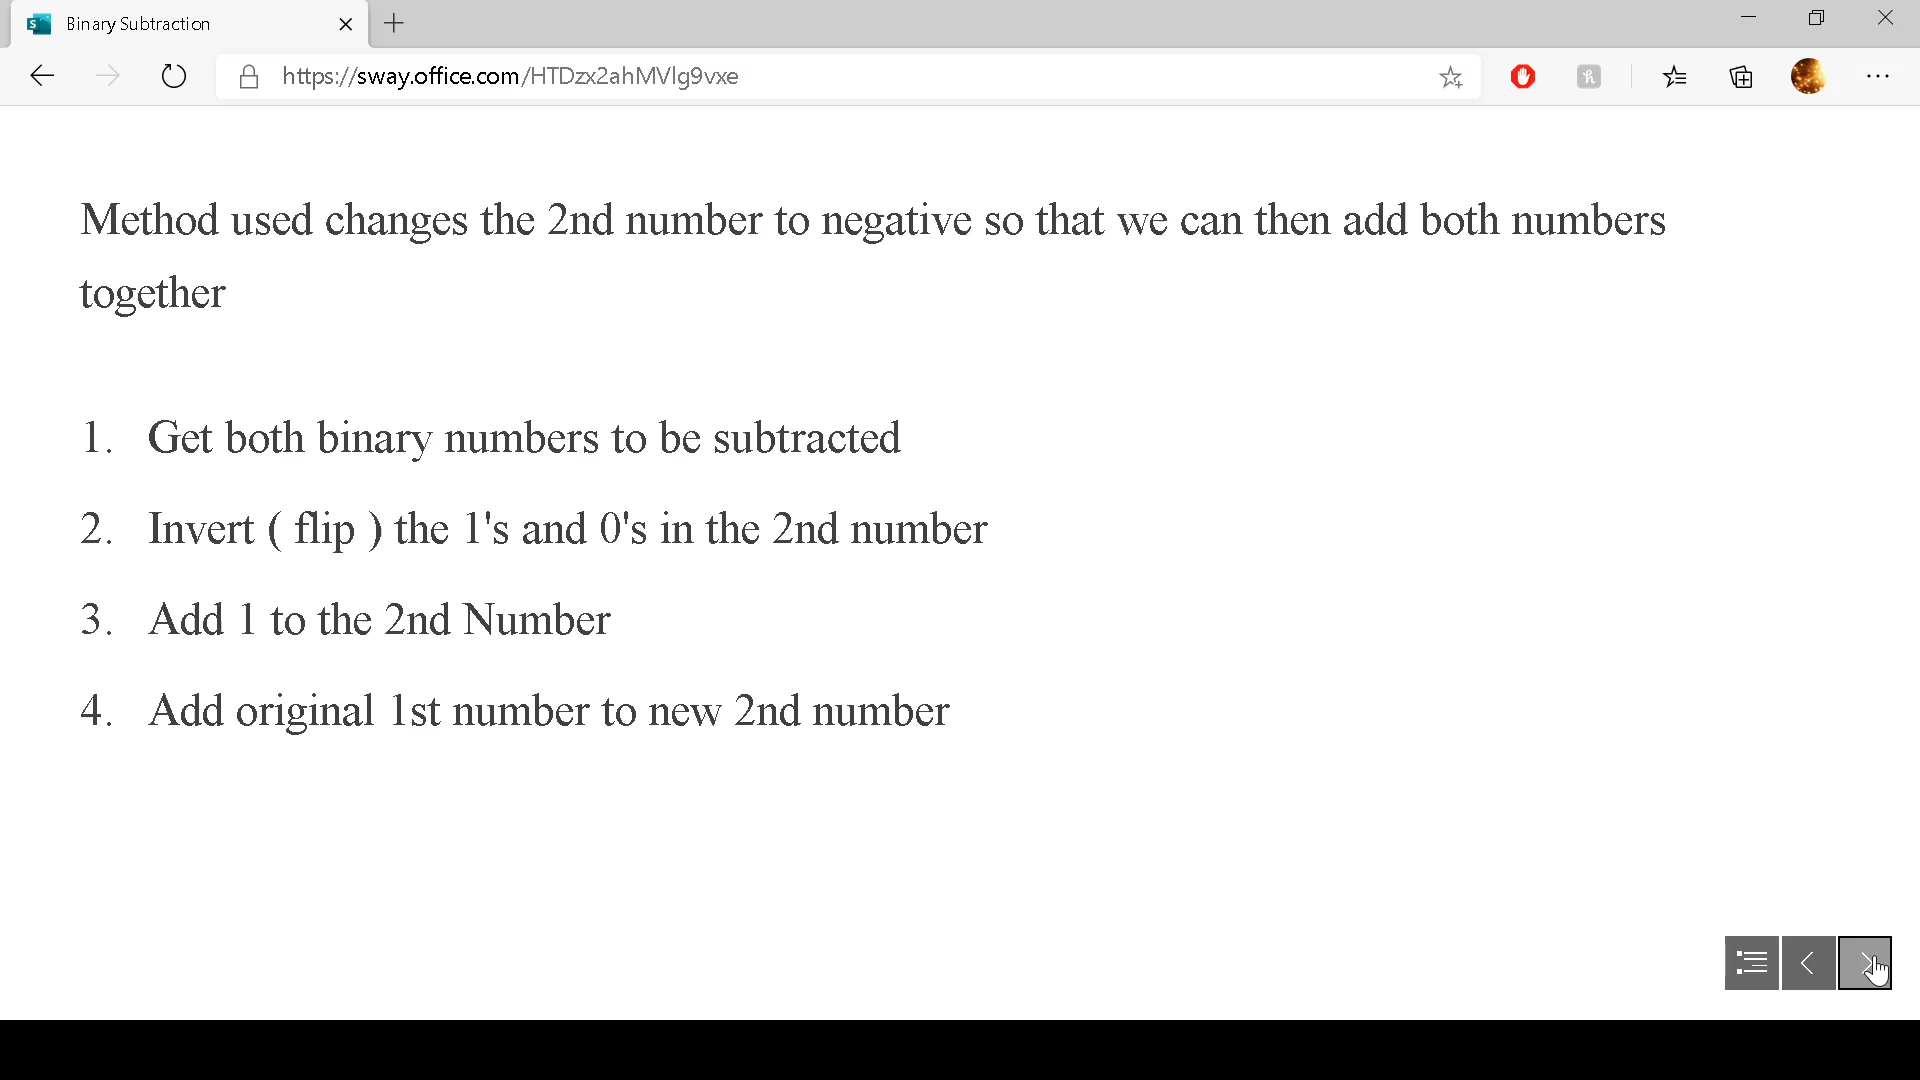 Binary Subtraction
https://sway.office.com/HTDzx2ahMVlg9vxe
Method used changes the 2nd number to negative so that we can then add both numbers
together
1. Get both binary numbers to be subtracted
2. Invert ( flip ) the 1's and 0's in the 2nd number
3. Add 1 to the 2nd Number
4. Add original 1st number to new 2nd number